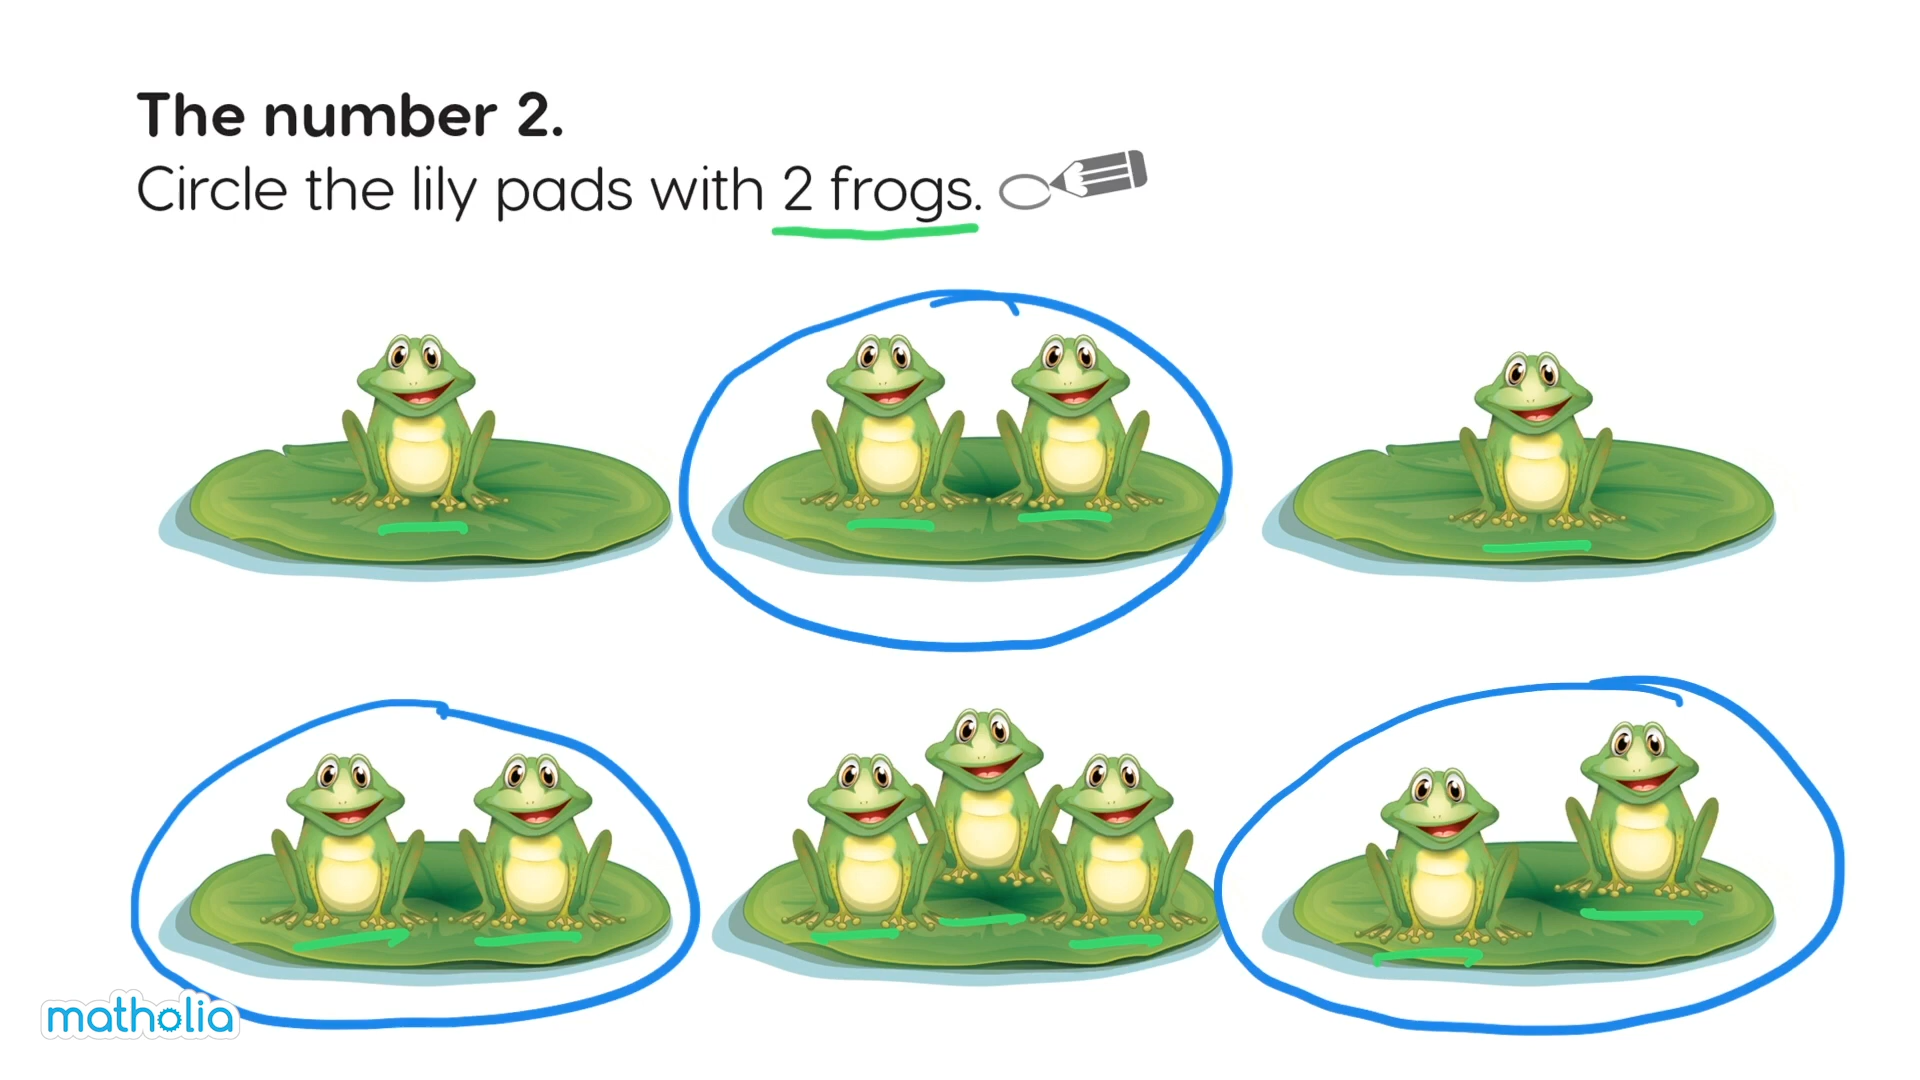 The number 2.
Circle the lily pads with 2 frogs.
matholia